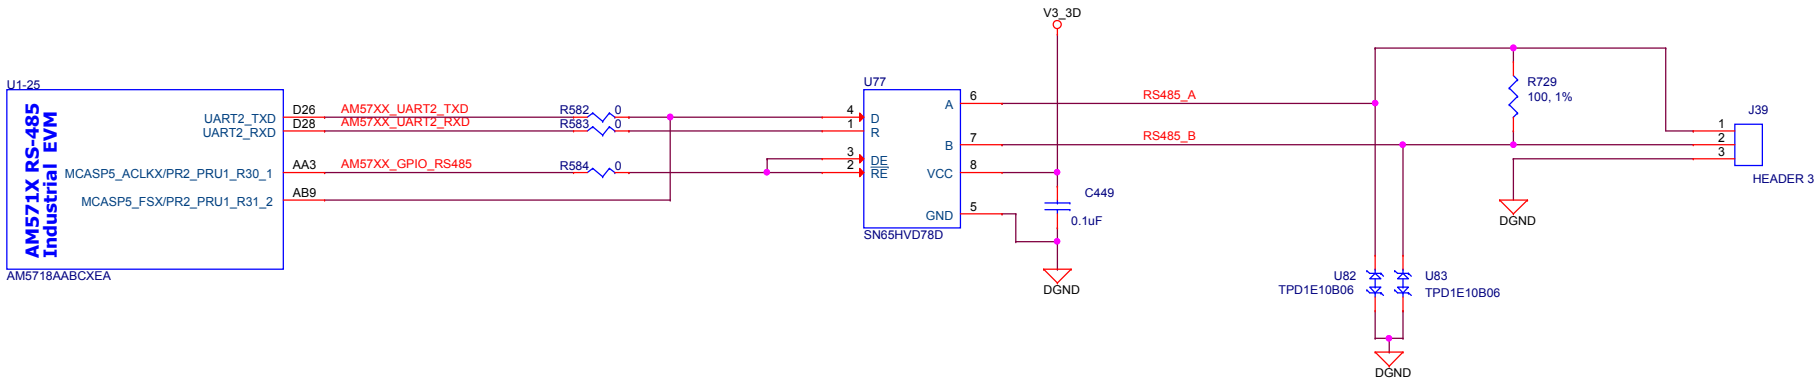 V3_3D
U1-25
AM571X RS-485
Industrial EVM
UART2_TXD
UART2_RXD
MCASP5_ACLKX/PR2_PRU1_R30_1
MCASP5_FSX/PR2_PRU1_R31_2
AM5718AABCXEA
D26
D28
AA3
AB9
AM57XX_UART2_TXD
AM57XX_UART2_RXD
AM57XX_GPIO_RS485
R582 0
R583 0
R584 0
U77
4 D
1 R
3 DE
2 RE
A 6
B 7
VCC 8
GND 5
SN65HVD78D
C449
0.1uF
DGND
RS485_A
RS485_B
R729
100, 1%
J39
1
2
3
HEADER 3
DGND
U82
TPD1E10B06
U83
TPD1E10B06
DGND